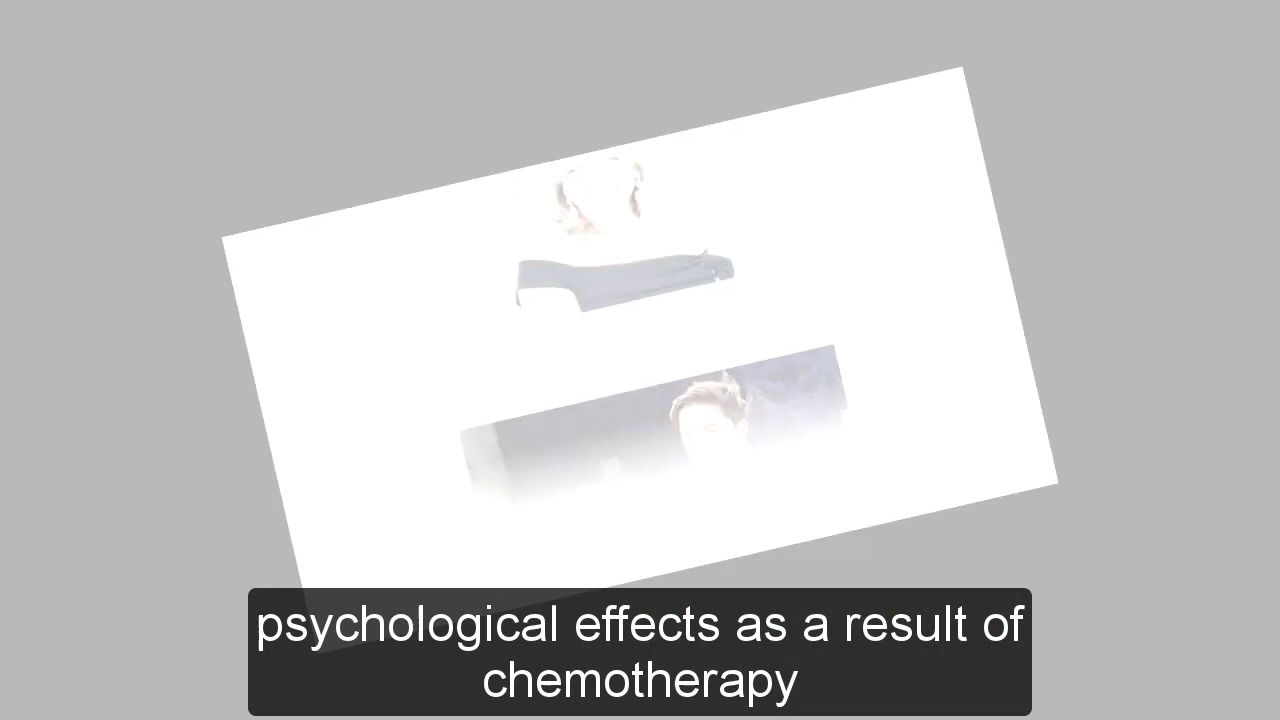 psychological effects as a result of
chemotherapy